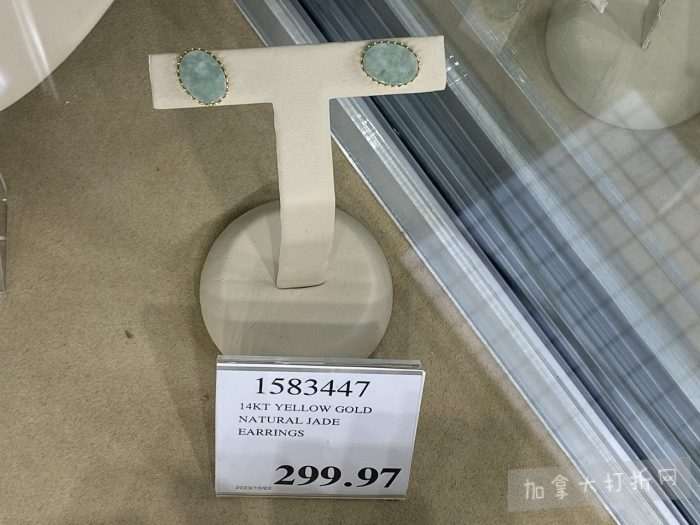 1583447
14KT YELLOW GOLD
NATURAL JADE
EARRINGS
299.97
加拿大打折网